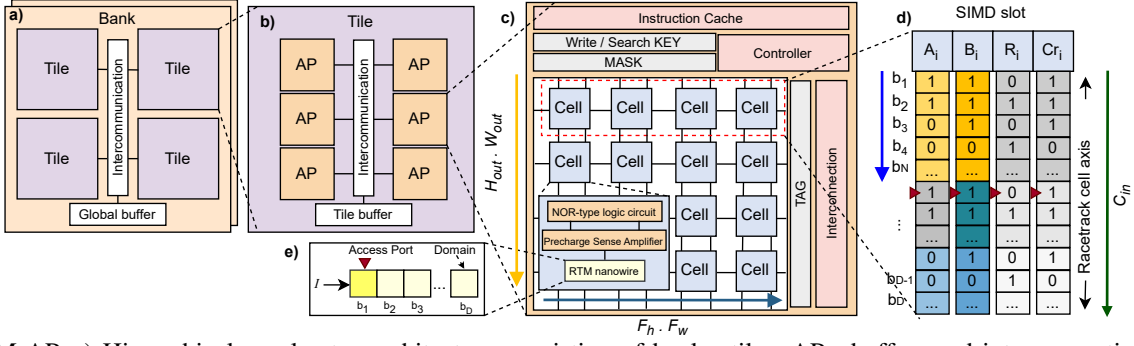 a)
Bank
Tile
Tile
Intercommunication
Tile
Tile
Global buffer
b)
Tile
AP
AP
AP
AP
AP
AP
Intercommunication
Tile buffer
c)
Instruction Cache
Write / Search KEY
MASK
Controller
Cell Cell Cell Cell
Cell Cell Cell Cell
NOR-type logic circuit
Precharge Sense Amplifier
RTM nanowire
Cell Cell
Cell Cell
TAG
Interconnection
Hout . Wout
Fh . Fw
d)
SIMD slot
Ai Bi Ri Cri
b1 1 1 0 1
b2 1 1 1 1
b3 0 1 0 1
b4 0 0 1 0
bN ... ... ... ...
1 1 0 1
⋮ 1 1 1 1
... ... ... ...
0 1 0 1
bD-1 0 0 1 0
bD ... ... ... ...
Racetrack cell axis
Cin
e)
Access Port
Domain
I
...
b1 b2 b3 bD